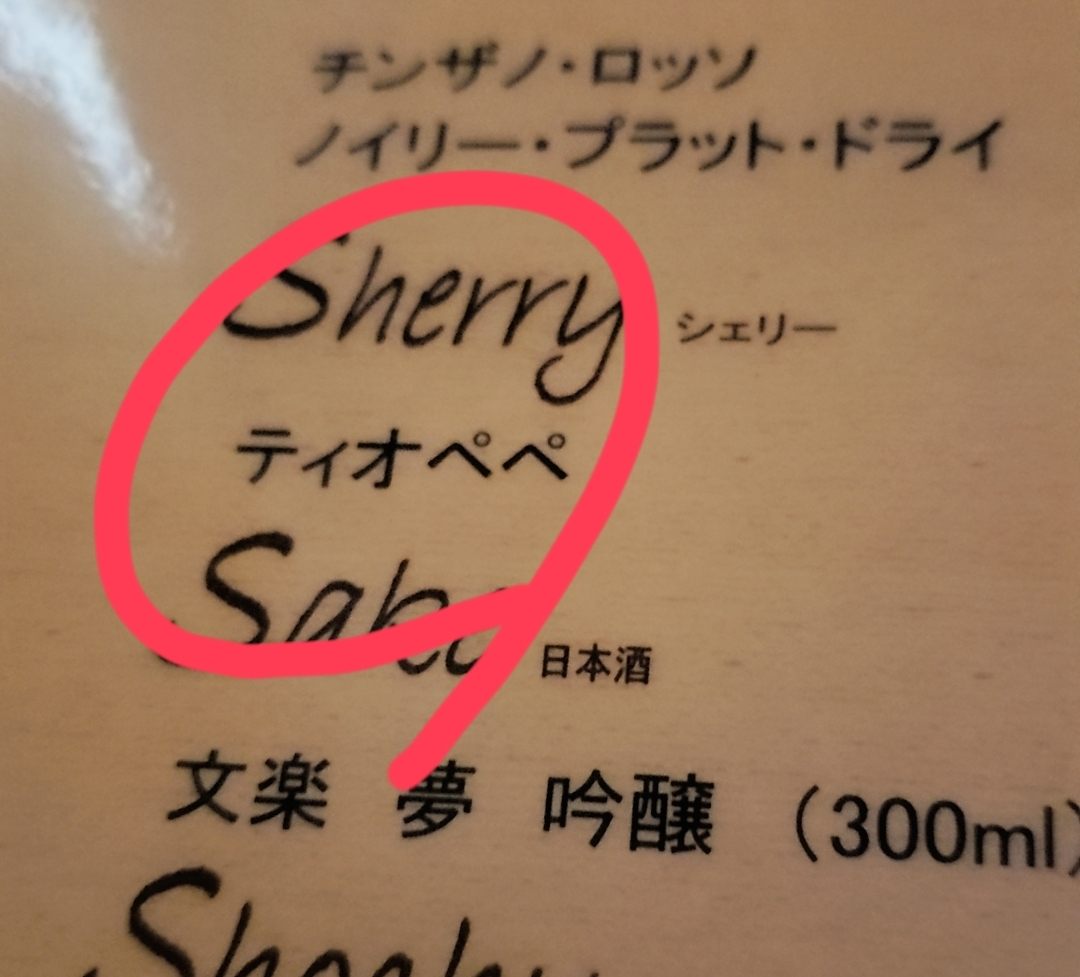 チンザノ・ロッソ
ノイリー・プラット・ドライ
Sherry シェリー
ティオペペ
日本酒
文楽 夢 吟醸 (300ml)